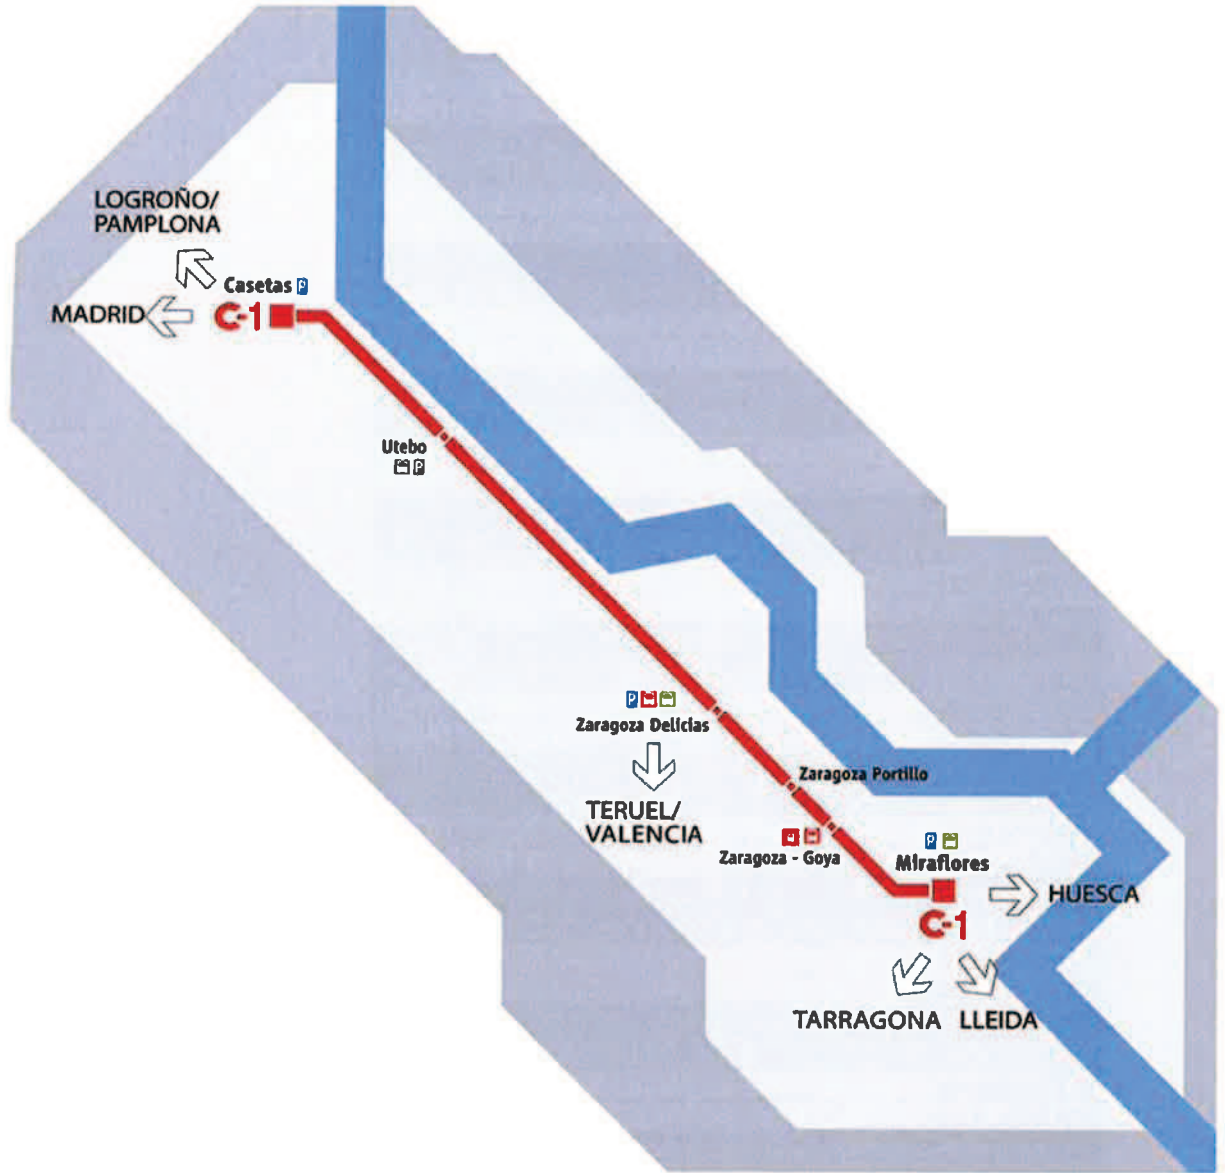 LOGROÑO/
PAMPLONA
Casetas P
MADRID
C-1
Utebo
P
P
Zaragoza Delicias
TERUEL/
VALENCIA
Zaragoza Portillo
Zaragoza - Goya
P
Miraflores
HUESCA
C-1
TARRAGONA
LLEIDA